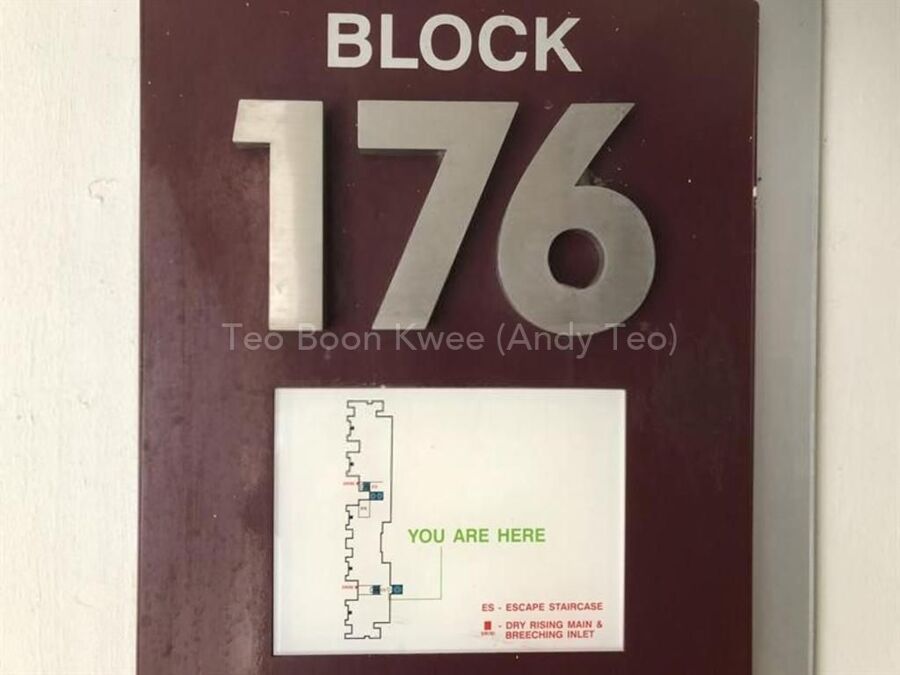 BLOCK
176
Teo Boon Kwee (Andy Teo)
YOU ARE HERE
ES - ESCAPE STAIRCASE
- DRY RISING MAIN &
BREECHING INLET